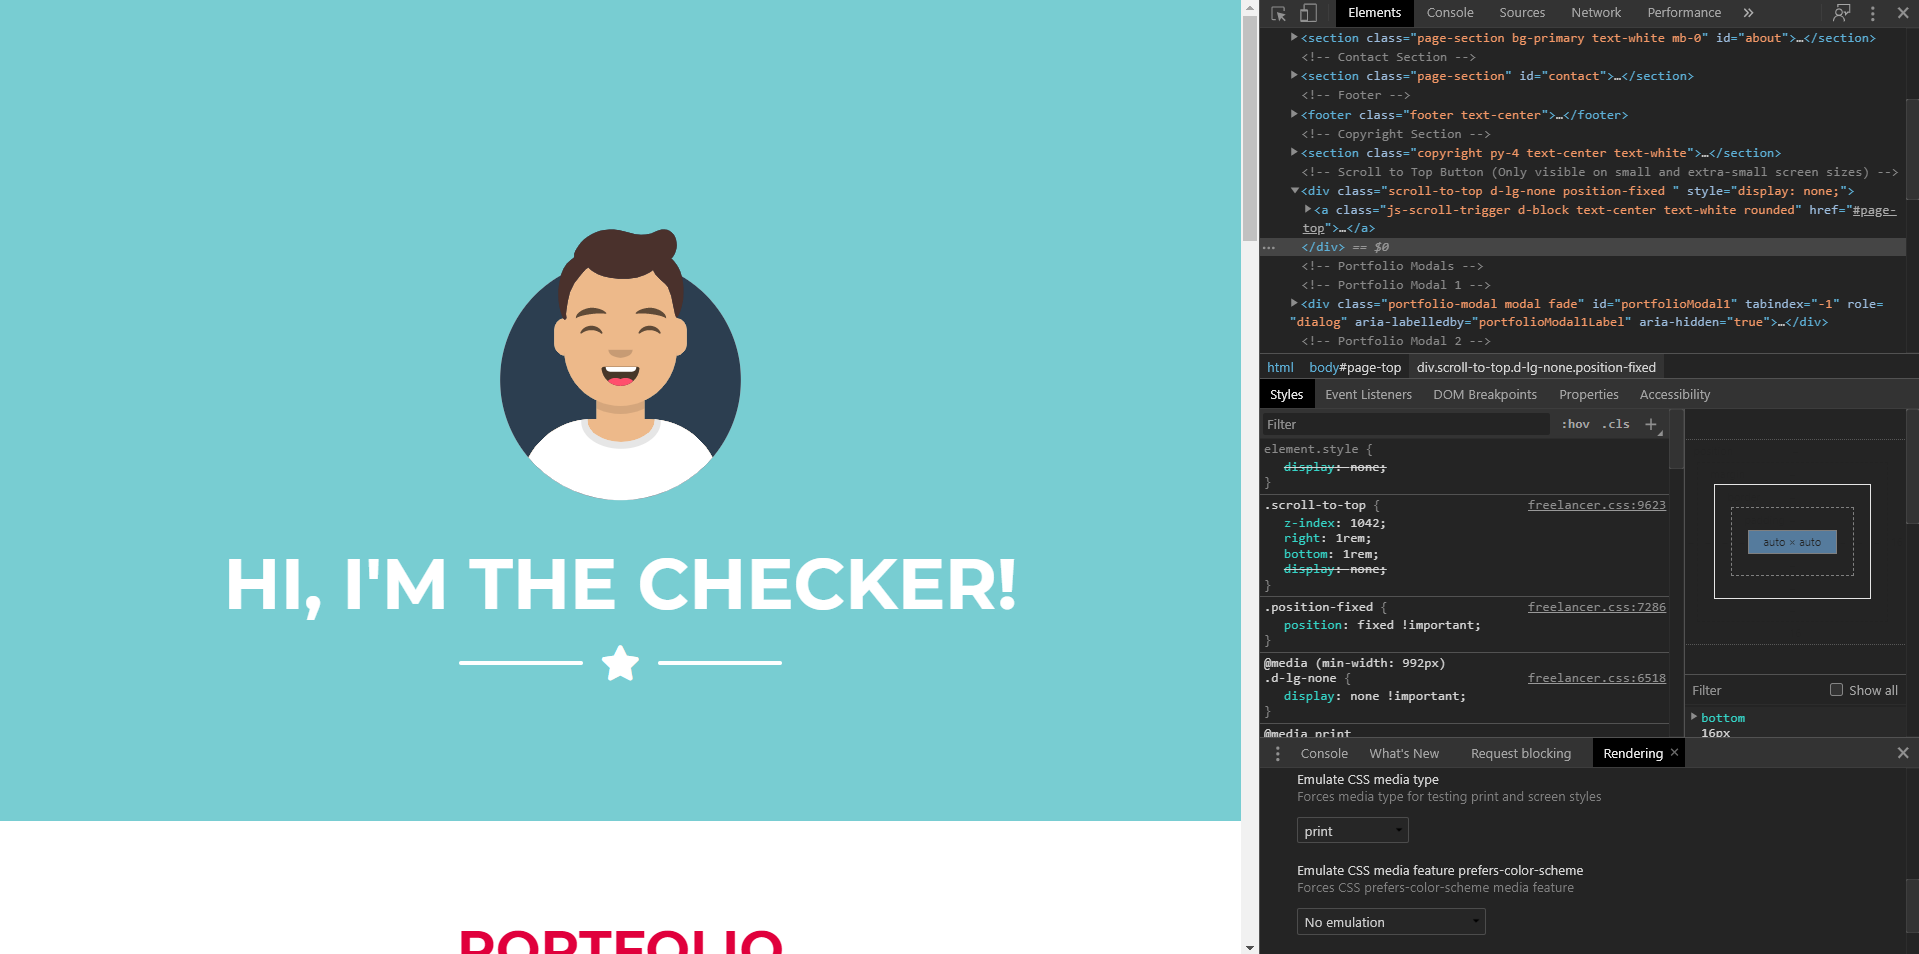 HI, I'M THE CHECKER!
PORTFOLIO
Elements Console Sources Network Performance »
<section class="page-section bg-primary text-white mb-0" id="about">…</section>
<!-- Contact Section -->
<section class="page-section" id="contact">…</section>
<!-- Footer -->
<footer class="footer text-center">…</footer>
<!-- Copyright Section -->
<section class="copyright py-4 text-center text-white">…</section>
<!-- Scroll to Top Button (Only visible on small and extra-small screen sizes) -->
<div class="scroll-to-top d-lg-none position-fixed " style="display: none;">
<a class="js-scroll-trigger d-block text-center text-white rounded" href="#page-
top">…</a>
</div> == $0
<!-- Portfolio Modals -->
<!-- Portfolio Modal 1 -->
<div class="portfolio-modal modal fade" id="portfolioModal1" tabindex="-1" role=
"dialog" aria-labelledby="portfolioModal1Label" aria-hidden="true">…</div>
<!-- Portfolio Modal 2 -->
html body#page-top div.scroll-to-top.d-lg-none.position-fixed
Styles Event Listeners DOM Breakpoints Properties Accessibility
Filter :hov .cls +
element.style {
display: none;
}
.scroll-to-top { freelancer.css:9623
z-index: 1042;
right: 1rem;
bottom: 1rem;
display: none;
}
.position-fixed { freelancer.css:7286
position: fixed !important;
}
@media (min-width: 992px)
.d-lg-none { freelancer.css:6518
display: none !important;
}
@media print
auto × auto
Filter Show all
bottom
16px
Console What's New Request blocking Rendering ×
Emulate CSS media type
Forces media type for testing print and screen styles
print
Emulate CSS media feature prefers-color-scheme
Forces CSS prefers-color-scheme media feature
No emulation